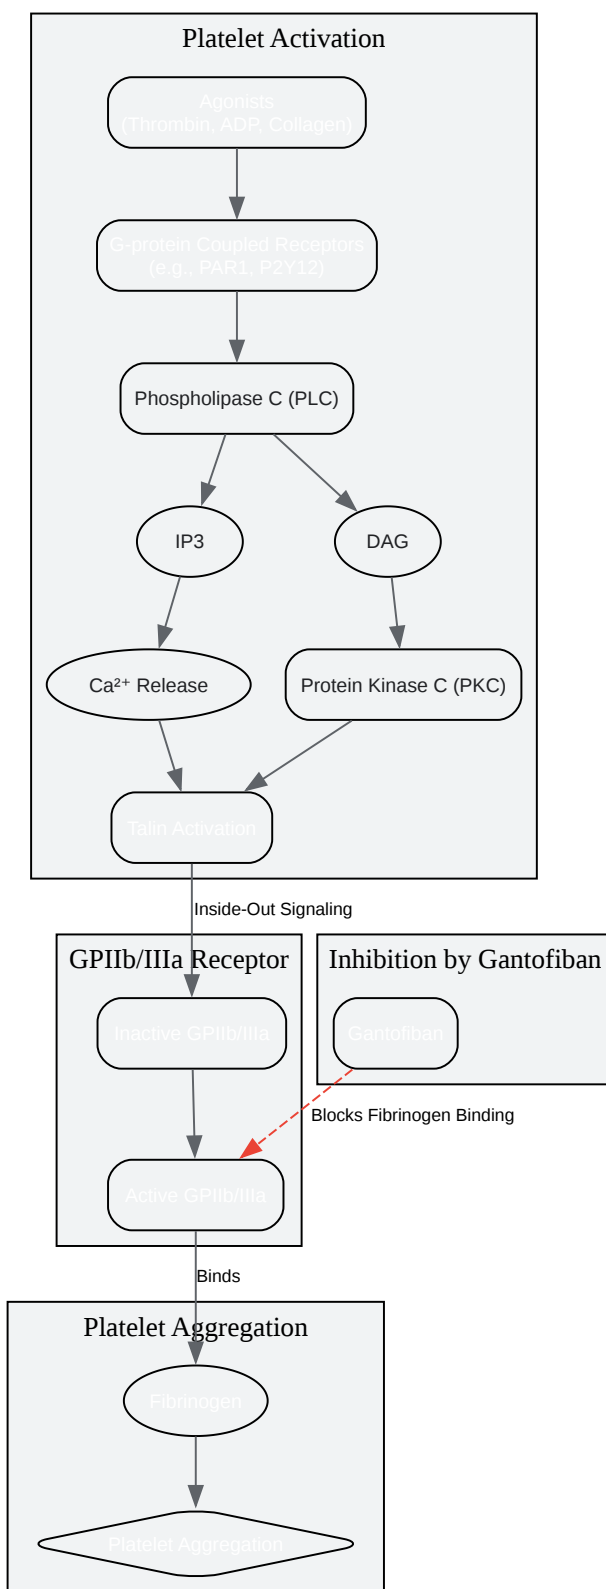 Platelet Activation
Agonists
(Thrombin, ADP, Collagen)
G-protein Coupled Receptors
(e.g., PAR1, P2Y12)
Phospholipase C (PLC)
IP3
DAG
Ca²⁺ Release
Protein Kinase C (PKC)
Talin Activation
Inside-Out Signaling
GPIIb/IIIa Receptor
Inhibition by Gantofiban
Inactive GPIIb/IIIa
Gantofiban
Blocks Fibrinogen Binding
Active GPIIb/IIIa
Binds
Platelet Aggregation
Fibrinogen
Platelet Aggregation